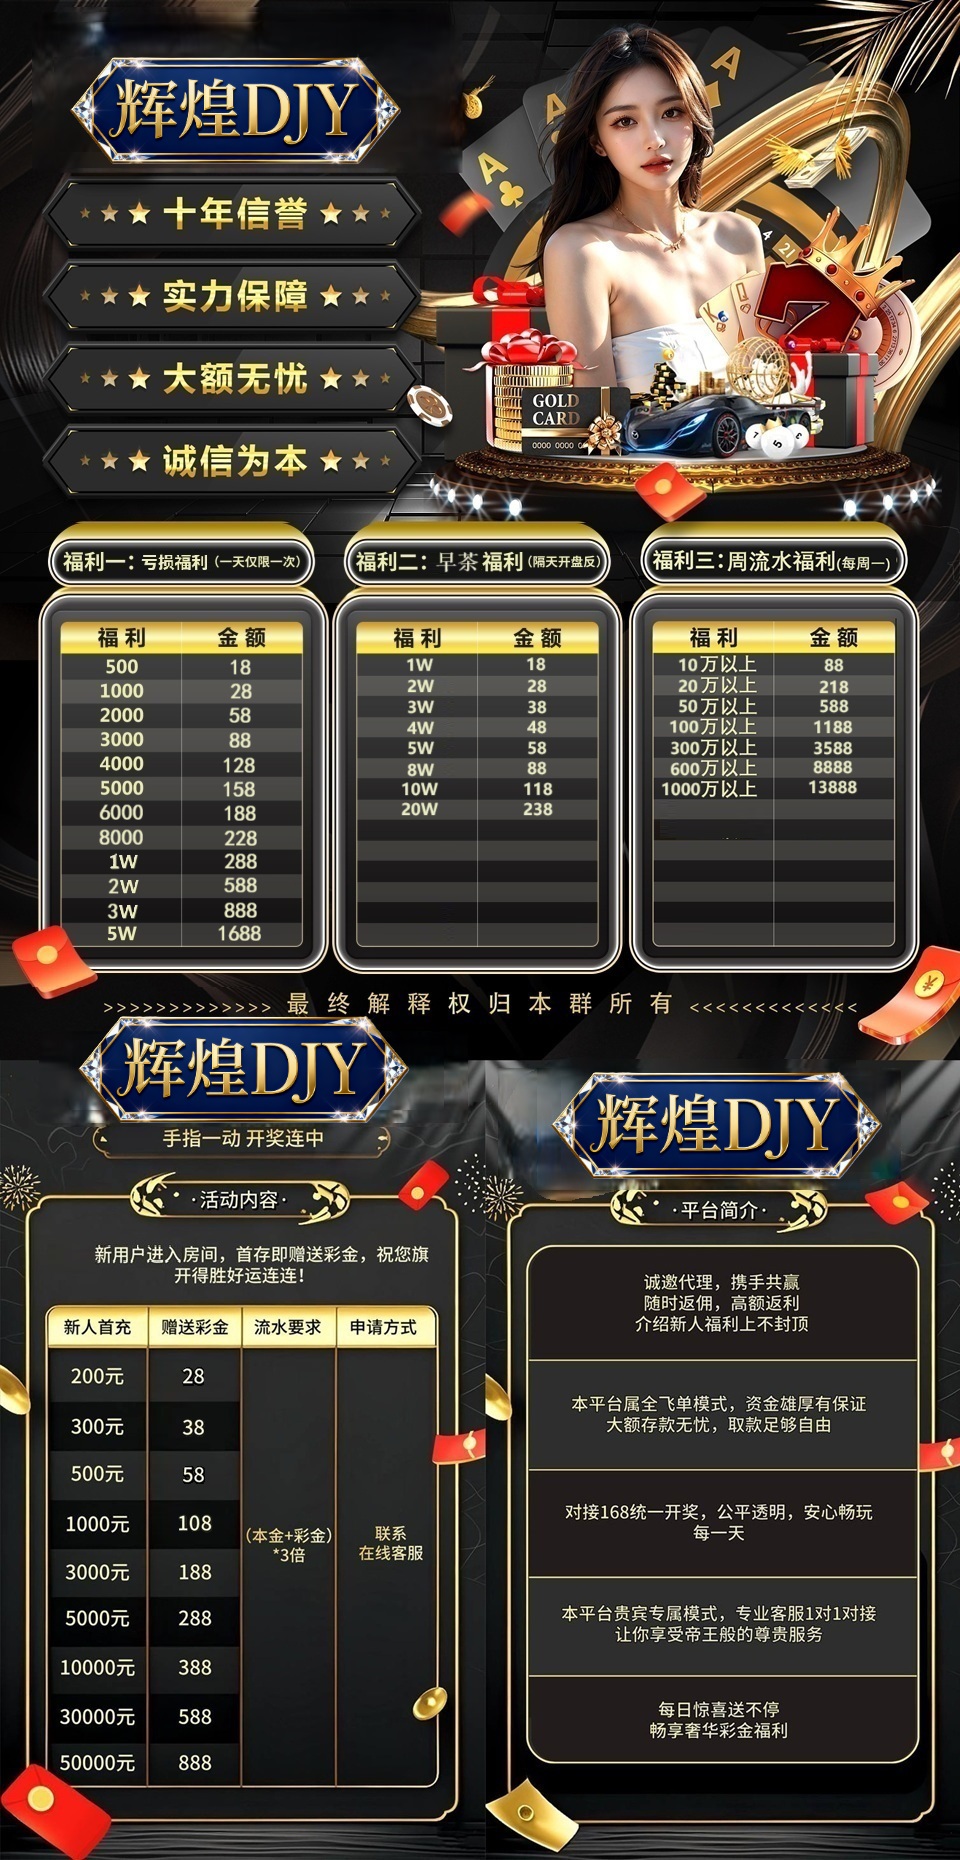 辉煌DJY
十年信誉
实力保障
大额无忧
诚信为本
A
A
A
K
7
4
21
GOLD
CARD
0000 0000 0
5
福利一：亏损福利（一天仅限一次）
福利 金额
500 18
1000 28
2000 58
3000 88
4000 128
5000 158
6000 188
8000 228
1W 288
2W 588
3W 888
5W 1688
福利二：早茶福利（隔天开盘反）
福利 金额
1W 18
2W 28
3W 38
4W 48
5W 58
8W 88
10W 118
20W 238
福利三：周流水福利(每周一)
福利 金额
10万以上 88
20万以上 218
50万以上 588
100万以上 1188
300万以上 3588
600万以上 8888
1000万以上 13888
>>>>>>>>>>>>> 最终解释权归本群所有 <<<<<<<<<<<<<
¥
辉煌DJY
手指一动 开奖连中
·活动内容·
新用户进入房间，首存即赠送彩金，祝您旗
开得胜好运连连！
新人首充 赠送彩金 流水要求 申请方式
200元 28
300元 38
500元 58
1000元 108
3000元 188
5000元 288
10000元 388
30000元 588
50000元 888
（本金+彩金）
*3倍
联系
在线客服
辉煌DJY
·平台简介·
诚邀代理，携手共赢
随时返佣，高额返利
介绍新人福利上不封顶
本平台属全飞单模式，资金雄厚有保证
大额存款无忧，取款足够自由
对接168统一开奖，公平透明，安心畅玩
每一天
本平台贵宾专属模式，专业客服1对1对接
让你享受帝王般的尊贵服务
每日惊喜送不停
畅享奢华彩金福利